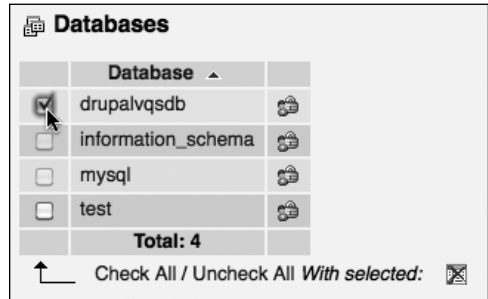 Databases
Database
drupalvqsdb
information_schema
mysql
test
Total: 4
Check All / Uncheck All With selected: